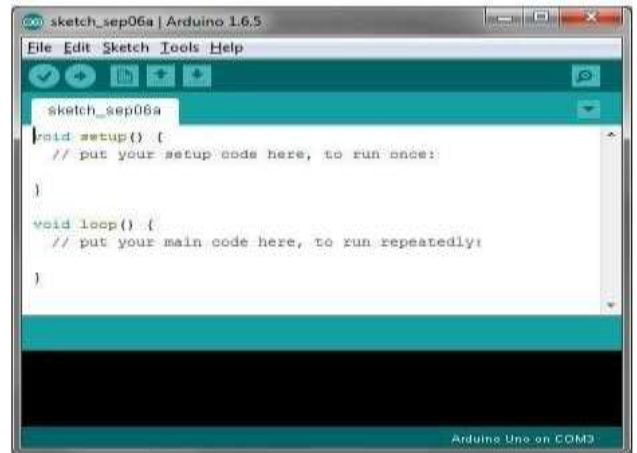 sketch_sep06a | Arduino 1.6.5
File Edit Sketch Tools Help
sketch_sep06a
void setup() {
// put your setup code here, to run once:
}
void loop() {
// put your main code here, to run repeatedly:
}
Arduino Uno on COM3